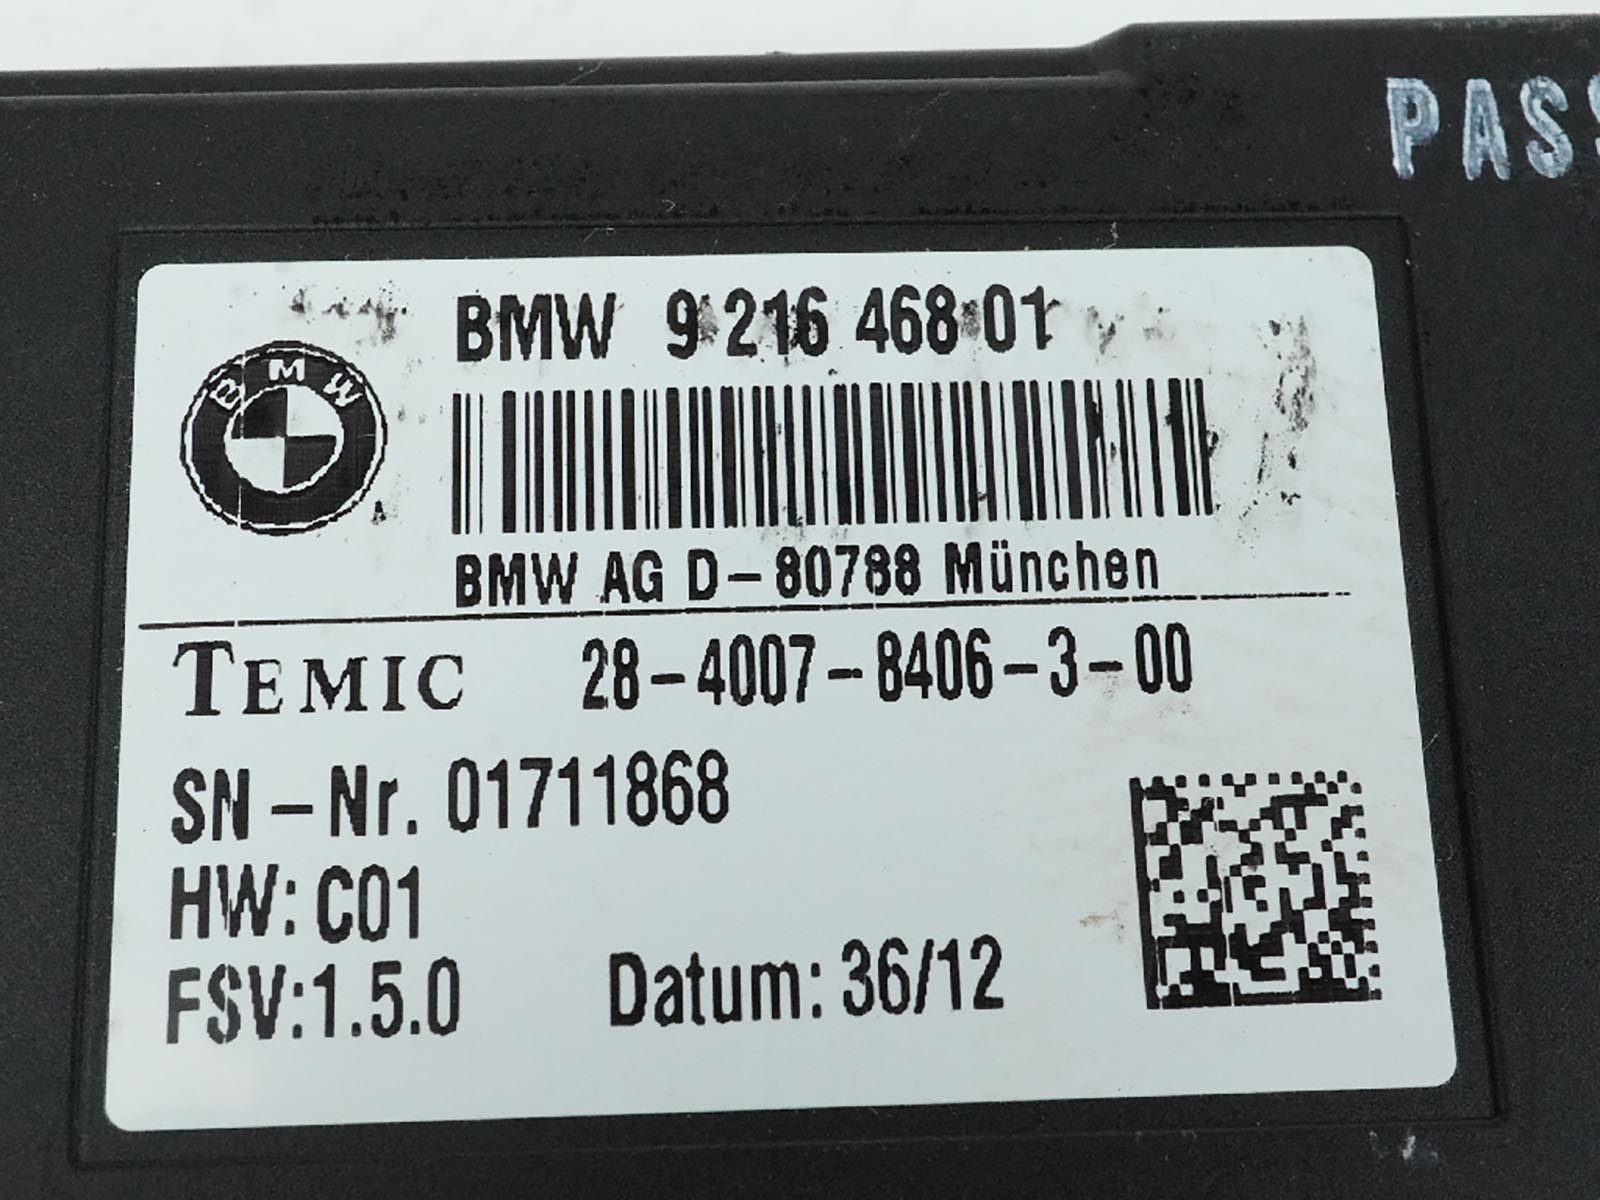 PASS
BMW 9 216 468 01
BMW
BMW AG D-80788 München
TEMIC 28-4007-8406-3-00
SN-Nr. 01711868
HW: C01
FSV:1.5.0 Datum: 36/12